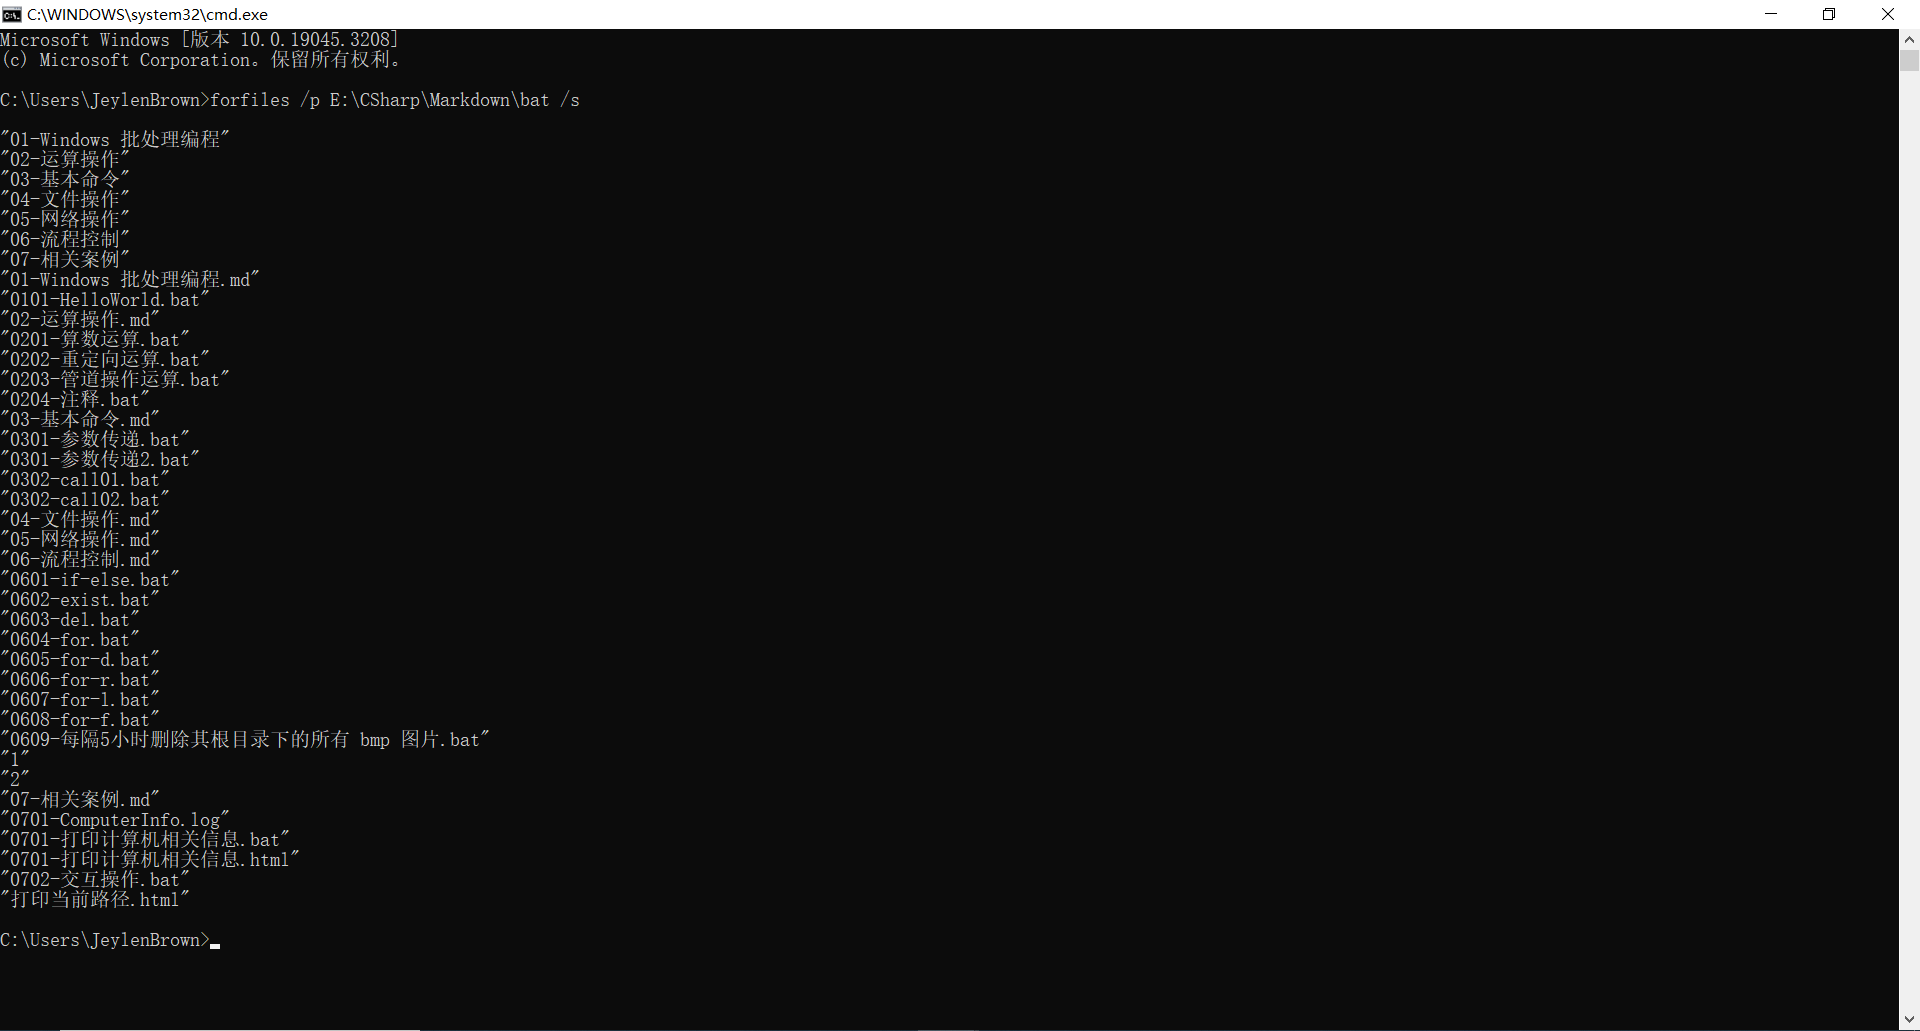 C:\WINDOWS\system32\cmd.exe
Microsoft Windows [版本 10.0.19045.3208]
(c) Microsoft Corporation。保留所有权利。
C:\Users\JeylenBrown>forfiles /p E:\CSharp\Markdown\bat /s
"01-Windows 批处理编程"
"02-运算操作"
"03-基本命令"
"04-文件操作"
"05-网络操作"
"06-流程控制"
"07-相关案例"
"01-Windows 批处理编程.md"
"0101-HelloWorld.bat"
"02-运算操作.md"
"0201-算数运算.bat"
"0202-重定向运算.bat"
"0203-管道操作运算.bat"
"0204-注释.bat"
"03-基本命令.md"
"0301-参数传递.bat"
"0301-参数传递2.bat"
"0302-call01.bat"
"0302-call02.bat"
"04-文件操作.md"
"05-网络操作.md"
"06-流程控制.md"
"0601-if-else.bat"
"0602-exist.bat"
"0603-del.bat"
"0604-for.bat"
"0605-for-d.bat"
"0606-for-r.bat"
"0607-for-l.bat"
"0608-for-f.bat"
"0609-每隔5小时删除其根目录下的所有 bmp 图片.bat"
"1"
"2"
"07-相关案例.md"
"0701-ComputerInfo.log"
"0701-打印计算机相关信息.bat"
"0701-打印计算机相关信息.html"
"0702-交互操作.bat"
"打印当前路径.html"
C:\Users\JeylenBrown>